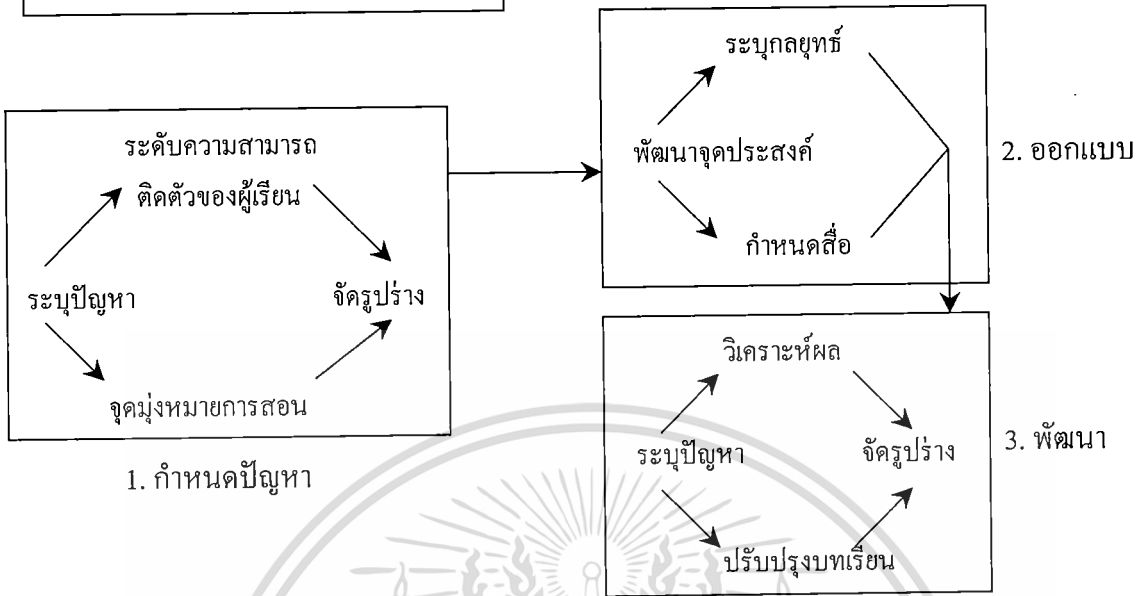 ระดับความสามารถ
ติดตัวของผู้เรียน
ระบุปัญหา
จัดรูปร่าง
จุดมุ่งหมายการสอน
1. กำหนดปัญหา
ระบุกลยุทธ์
พัฒนาจุดประสงค์
กำหนดสื่อ
2. ออกแบบ
วิเคราะห์ผล
ระบุปัญหา
จัดรูปร่าง
ปรับปรุงบทเรียน
3. พัฒนา